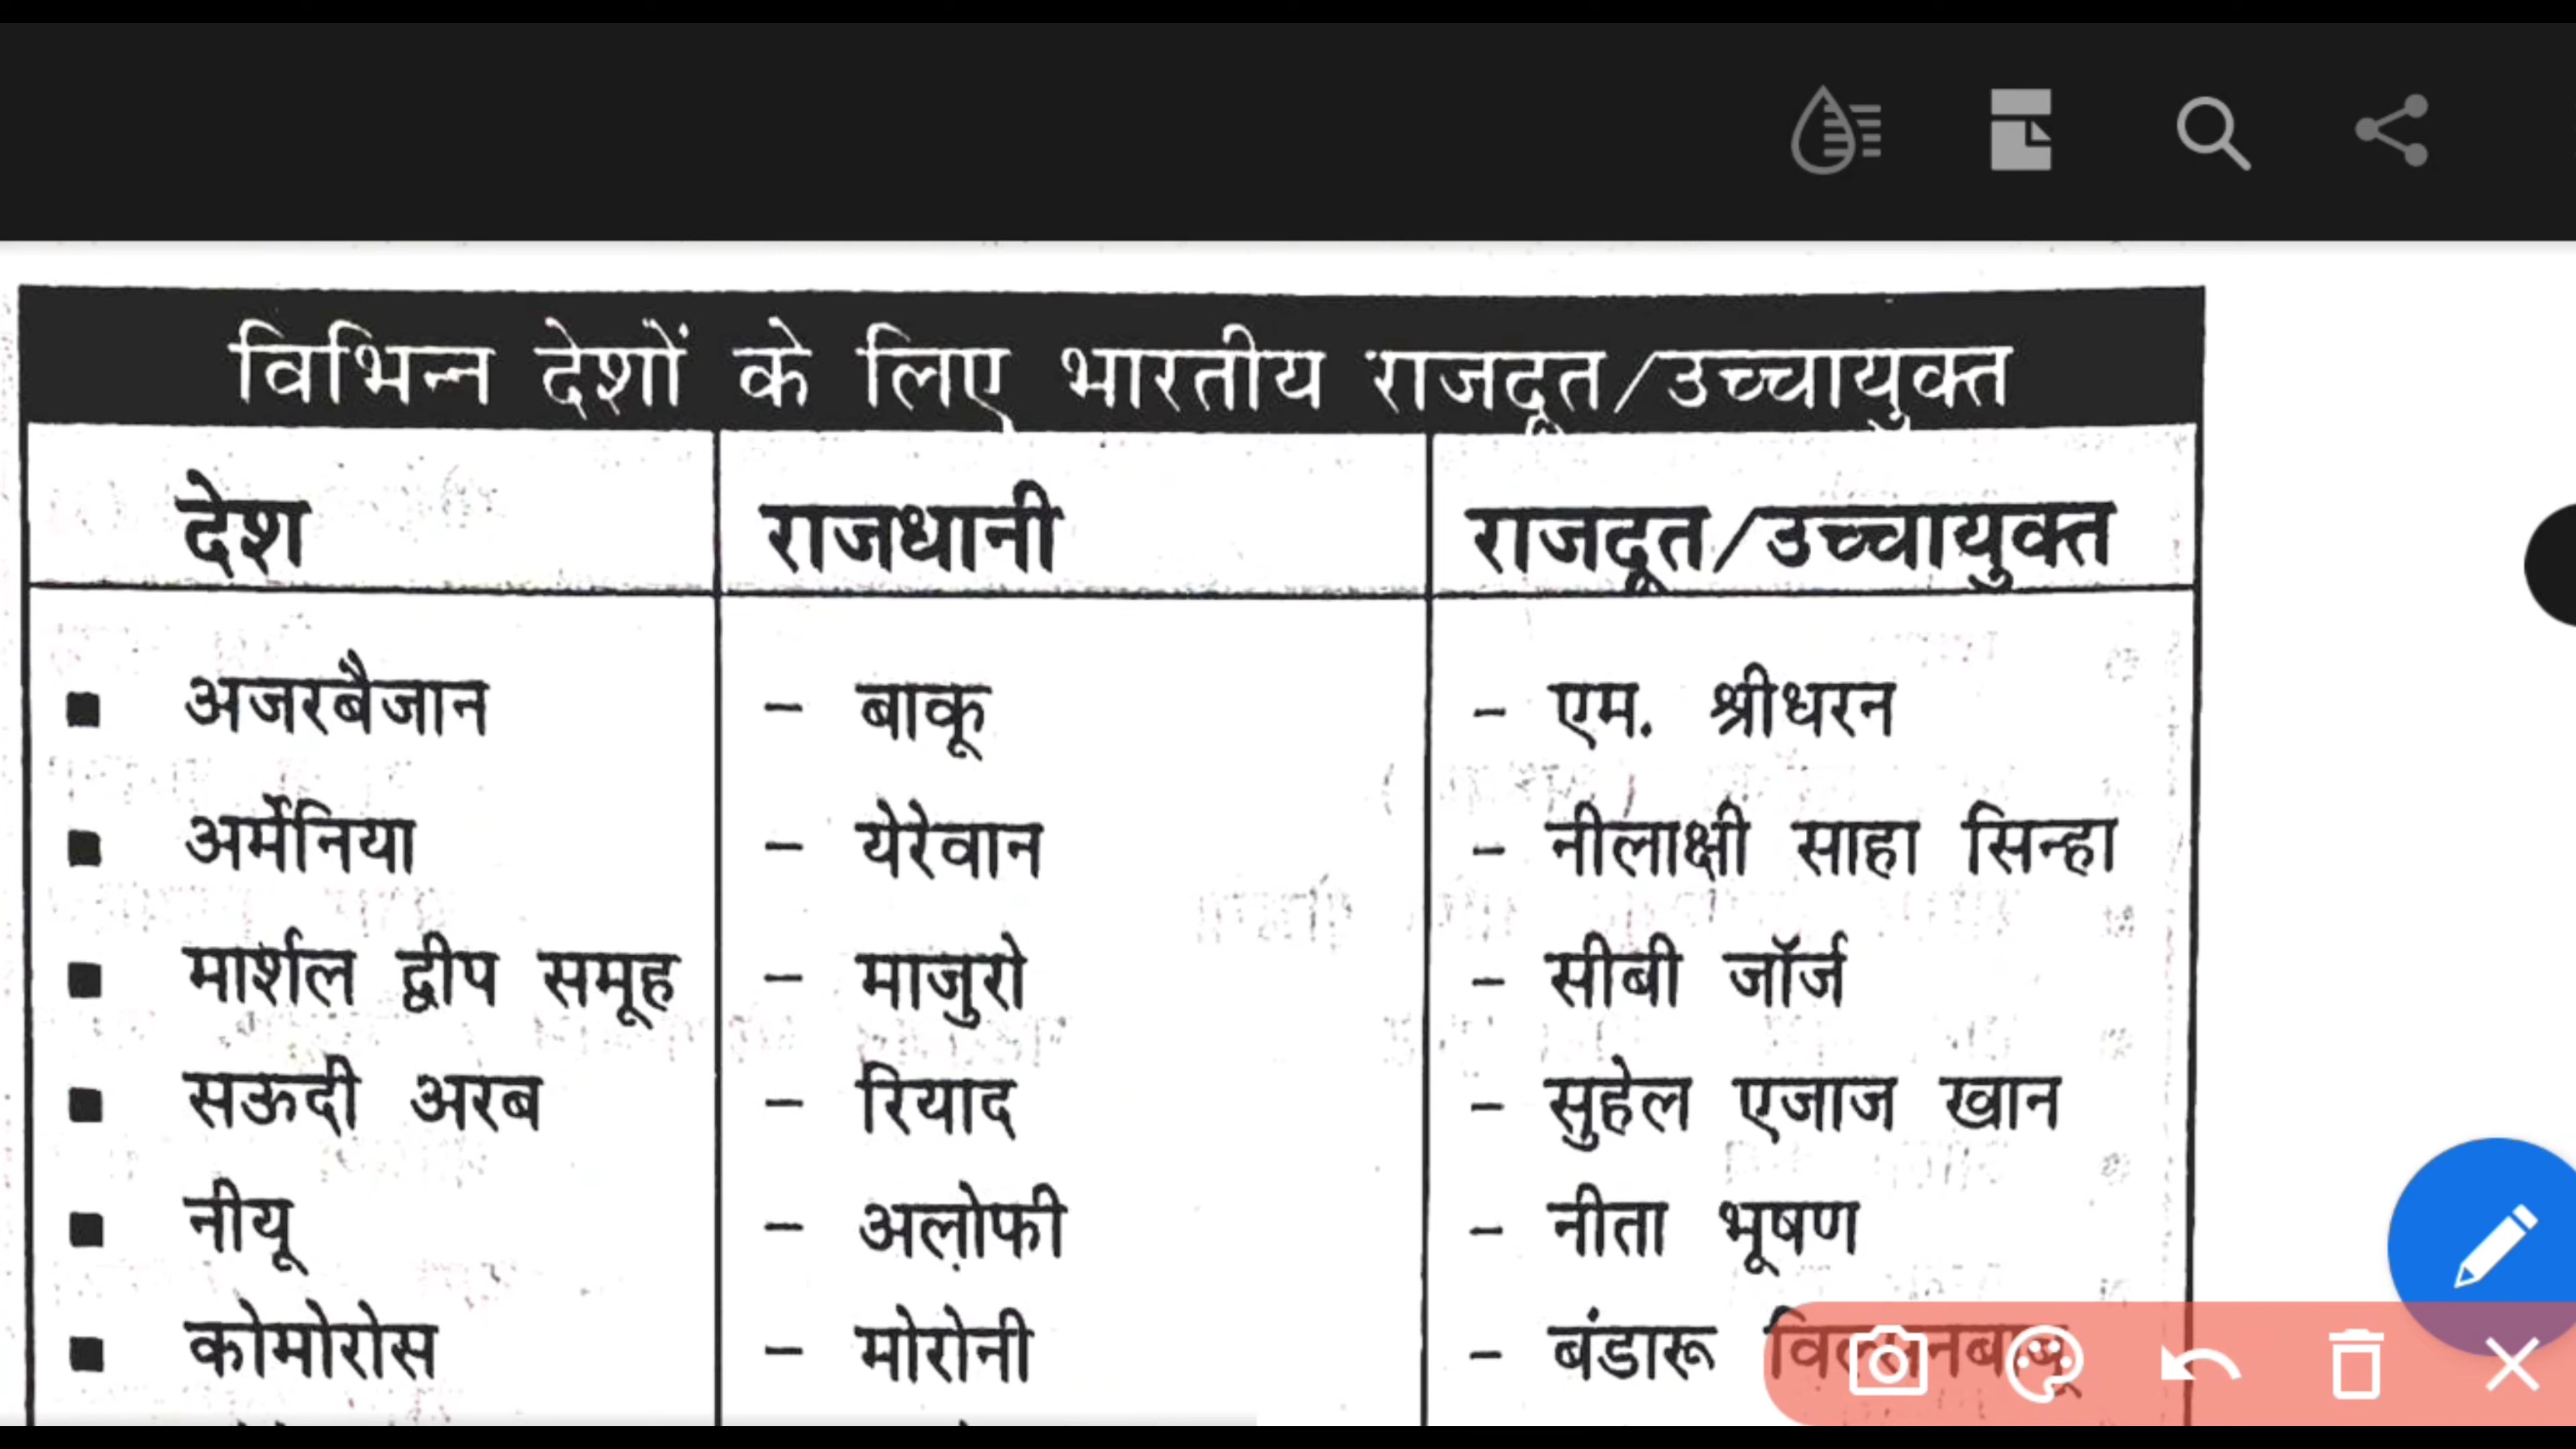 विभिन्न देशों के लिए भारतीय राजदूत/उच्चायुक्त
देश राजधानी राजदूत/उच्चायुक्त
■ अजरबैजान - बाकू - एम. श्रीधरन
■ अर्मेनिया - येरेवान - नीलाक्षी साहा सिन्हा
■ मार्शल द्वीप समूह - माजुरो - सीबी जॉर्ज
■ सऊदी अरब - रियाद - सुहेल एजाज खान
■ नीयू - अलोफी - नीता भूषण
■ कोमोरोस - मोरोनी - बंडारू